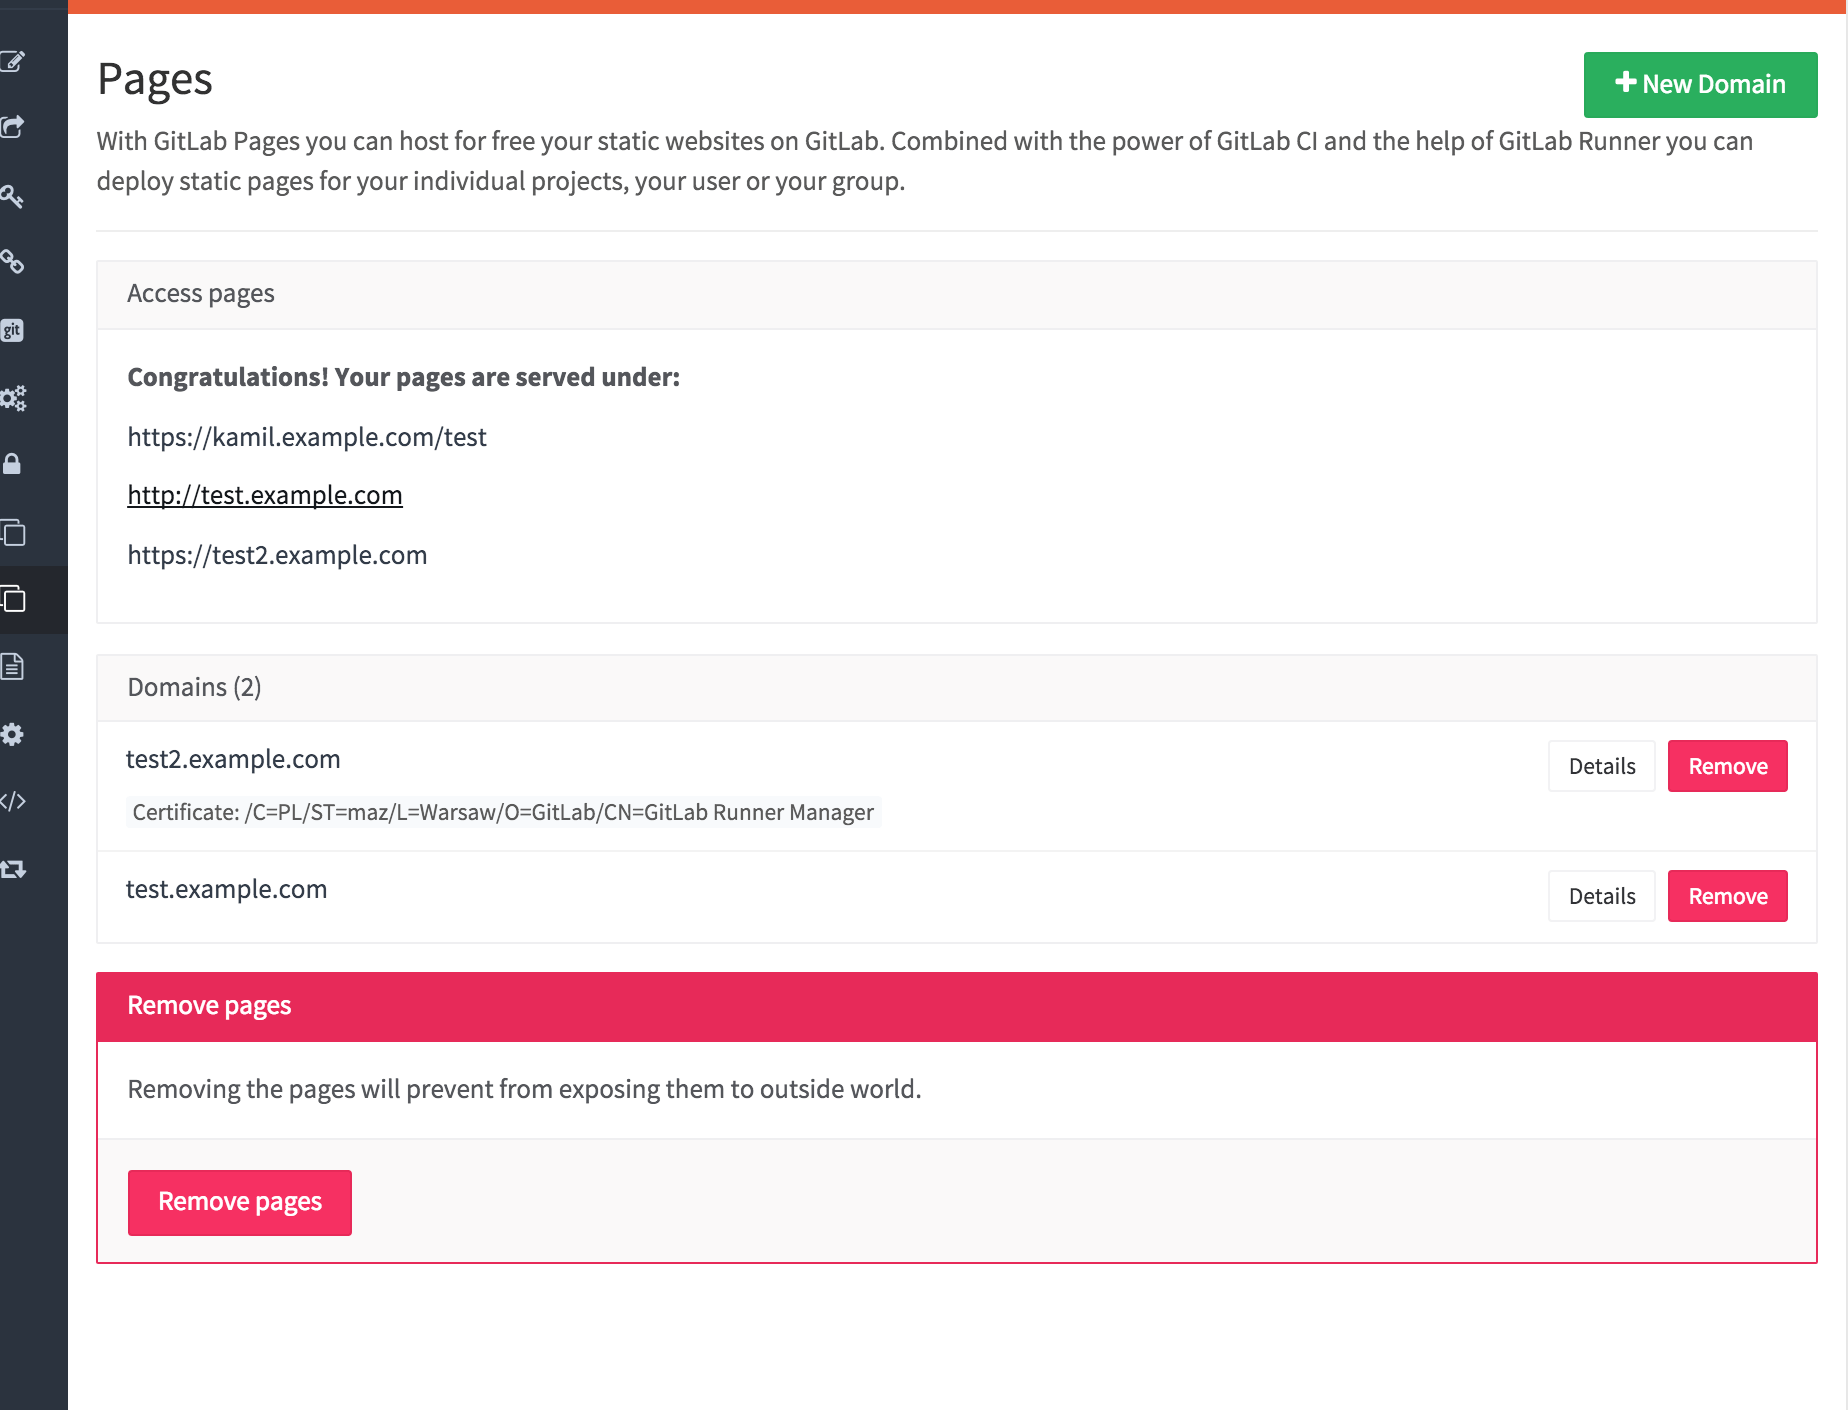 Pages
New Domain
With GitLab Pages you can host for free your static websites on GitLab. Combined with the power of GitLab CI and the help of GitLab Runner you can
deploy static pages for your individual projects, your user or your group.
git
Access pages
Congratulations! Your pages are served under:
https://kamil.example.com/test
http://test.example.com
https://test2.example.com
Domains (2)
test2.example.com
Details
Remove
Certificate: /C=PL/ST=maz/L=Warsaw/O=GitLab/CN=GitLab Runner Manager
test.example.com
Details
Remove
Remove pages
Removing the pages will prevent from exposing them to outside world.
Remove pages